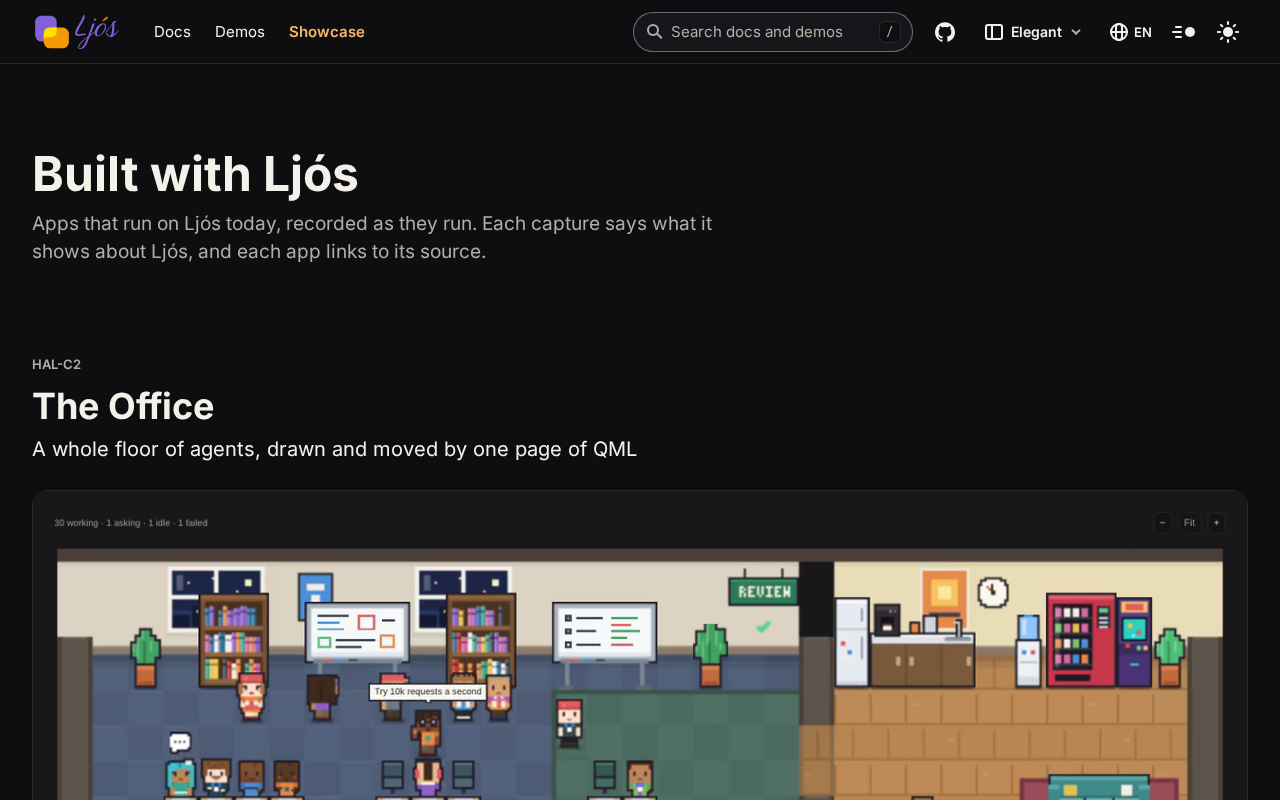 Ljós
Docs
Demos
Showcase
Search docs and demos
/
Elegant
EN
Built with Ljós
Apps that run on Ljós today, recorded as they run. Each capture says what it
shows about Ljós, and each app links to its source.
HAL-C2
The Office
A whole floor of agents, drawn and moved by one page of QML
30 working · 1 asking · 1 idle · 1 failed
−
Fit
+
REVIEW
Try 10k requests a second